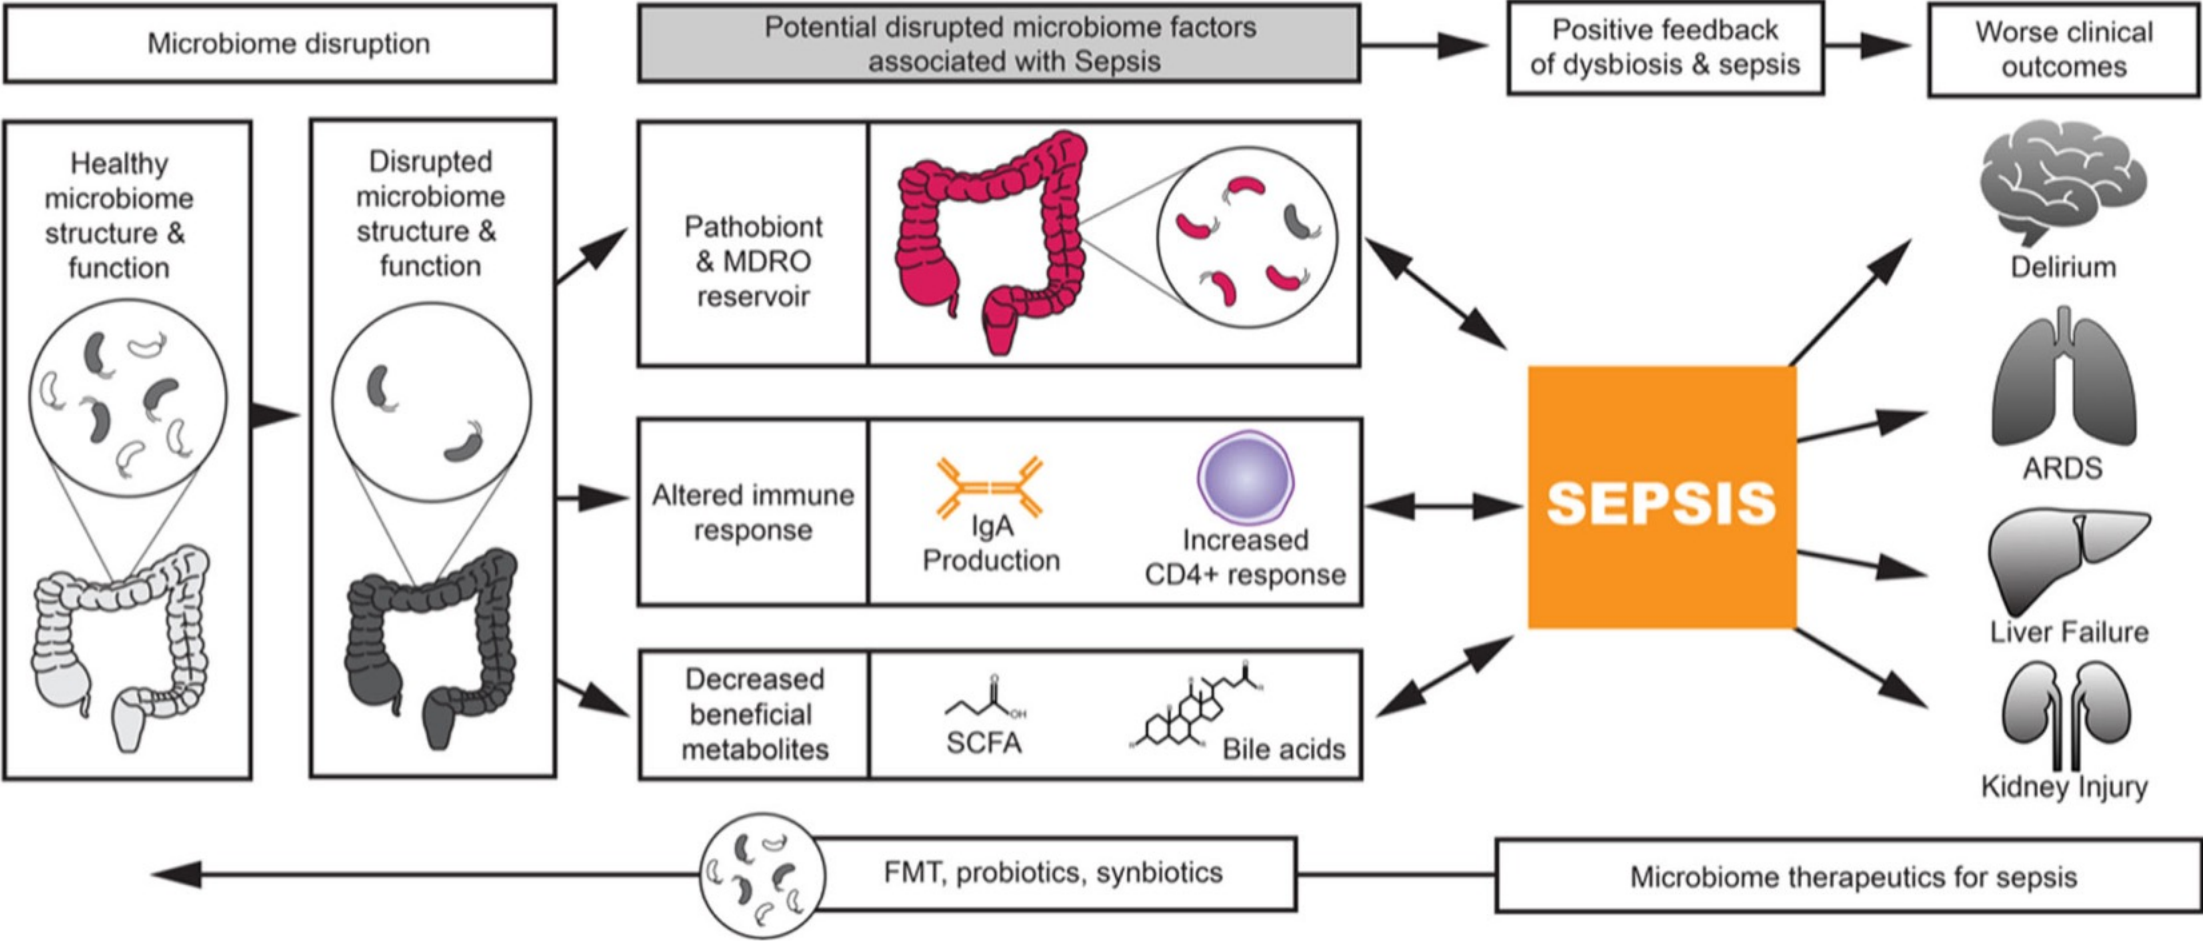 Microbiome disruption
Potential disrupted microbiome factors
associated with Sepsis
Positive feedback
of dysbiosis & sepsis
Worse clinical
outcomes
Healthy
microbiome
structure &
function
Disrupted
microbiome
structure &
function
Pathobiont
& MDRO
reservoir
Altered immune
response
IgA
Production
Increased
CD4+ response
Decreased
beneficial
metabolites
O
OH
SCFA
Bile acids
SEPSIS
Delirium
ARDS
Liver Failure
Kidney Injury
FMT, probiotics, synbiotics
Microbiome therapeutics for sepsis